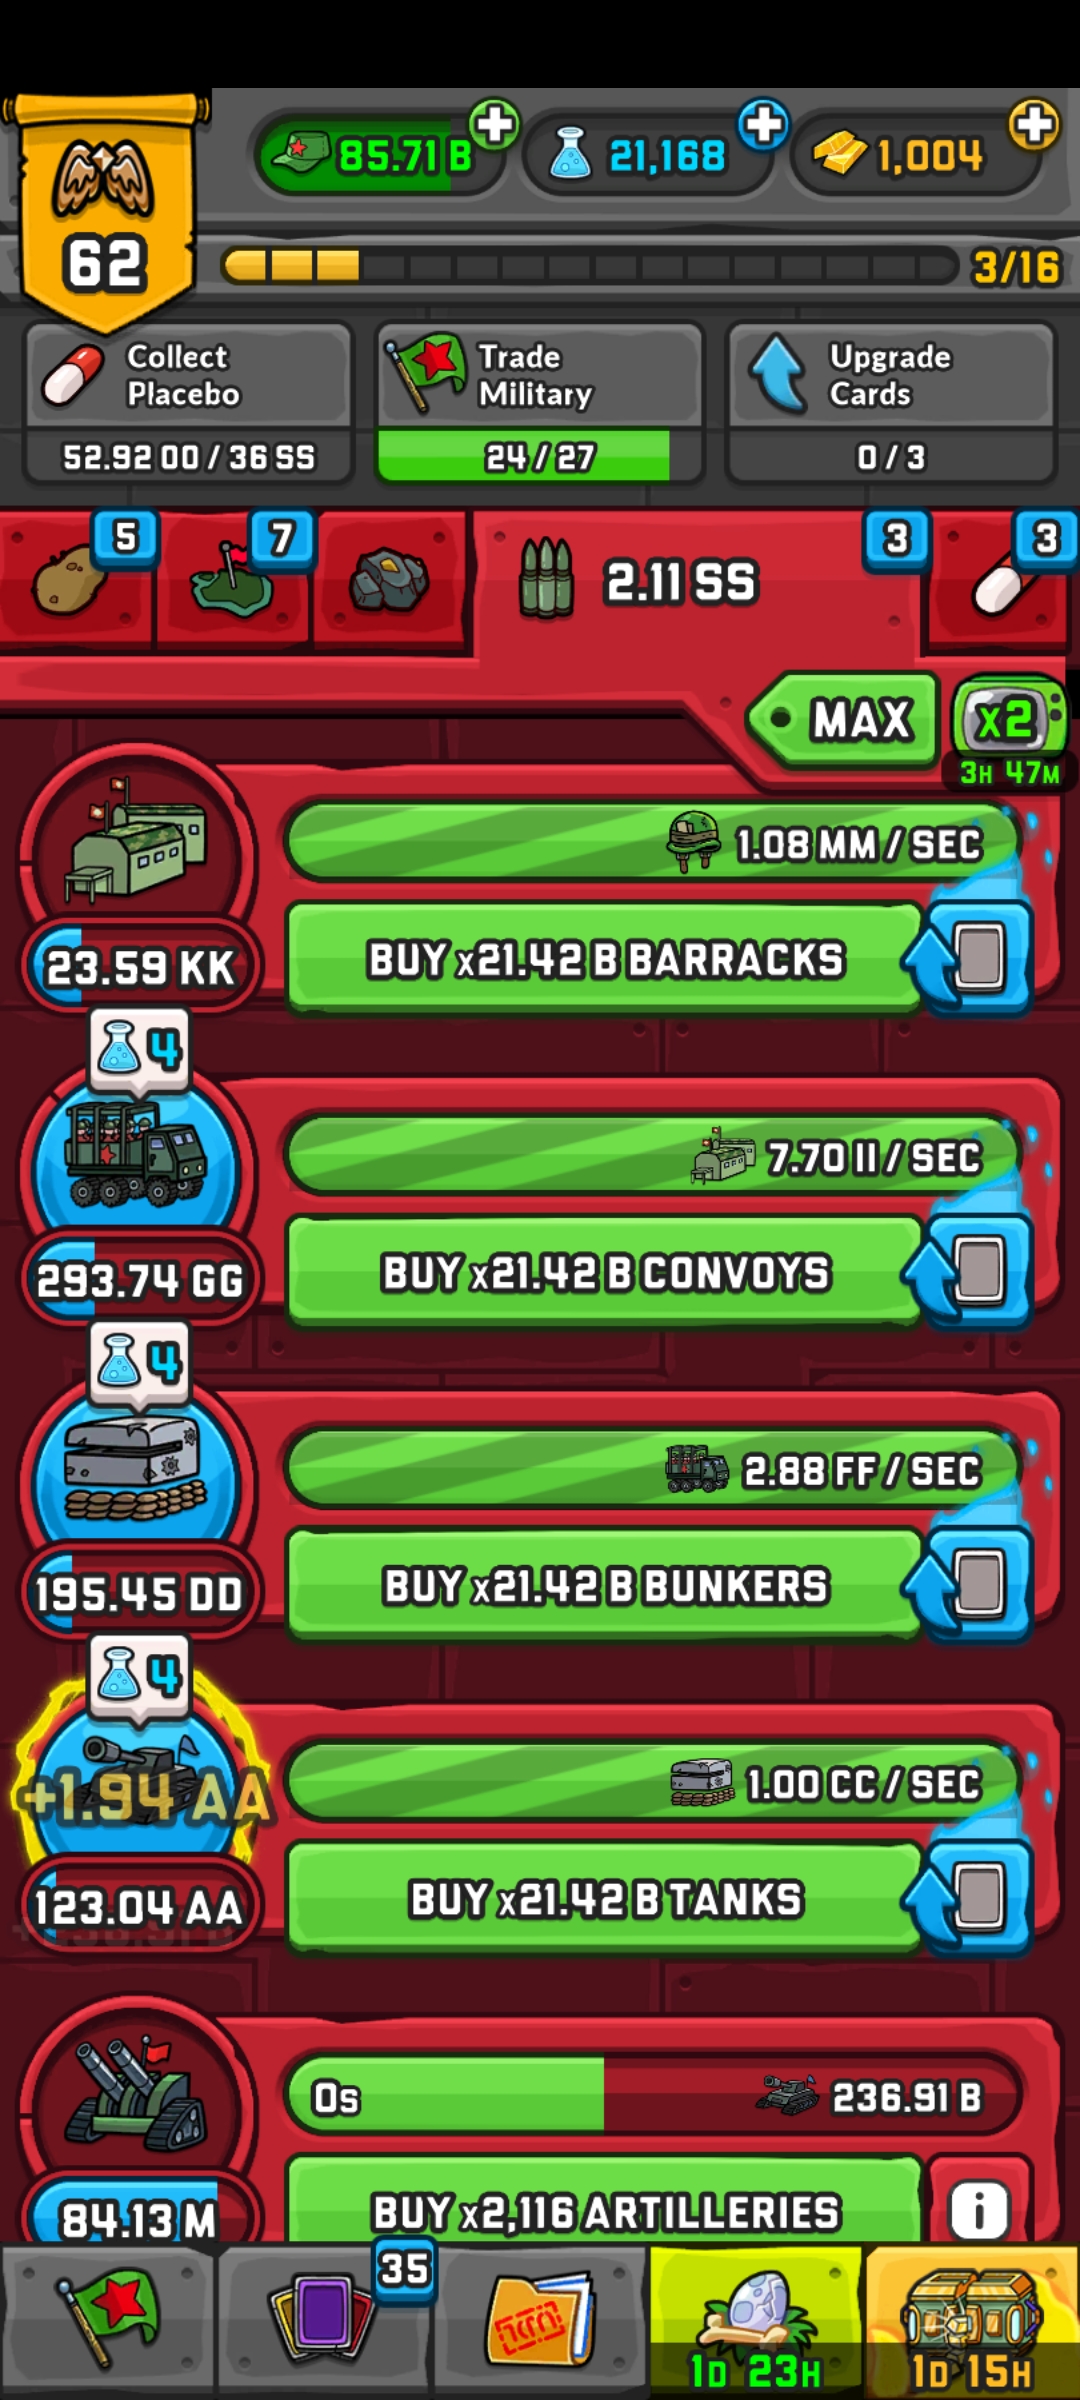 85.71 B
21,168
1,004
62
3/16
Collect
Placebo
Trade
Military
Upgrade
Cards
52.92 OO / 36 SS
24 / 27
0 / 3
5
7
2.11 SS
3
3
MAX
x2
3H 47M
1.08 MM / SEC
BUY x21.42 B BARRACKS
23.59 KK
4
7.70 II / SEC
BUY x21.42 B CONVOYS
293.74 GG
4
2.88 FF / SEC
BUY x21.42 B BUNKERS
195.45 DD
4
+1.94 AA
1.00 CC / SEC
BUY x21.42 B TANKS
123.04 AA
0s
236.91 B
BUY x2,116 ARTILLERIES
i
84.13 M
35
1D 23H
1D 15H